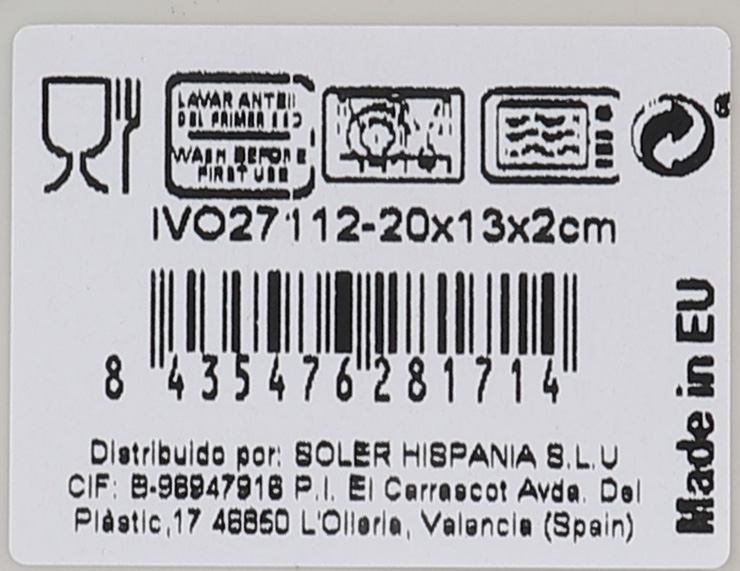 LAVAR ANTES
DEL PRIMER USO
WASH BEFORE
FIRST USE
IVO27112-20x13x2cm
8 435476 281714
Distribuido por: SOLER HISPANIA S.L.U
CIF: B-96947916 P.I. El Carrascot Avda. Del
Plàstic,17 46850 L'Olleria, Valencia (Spain)
Made in EU